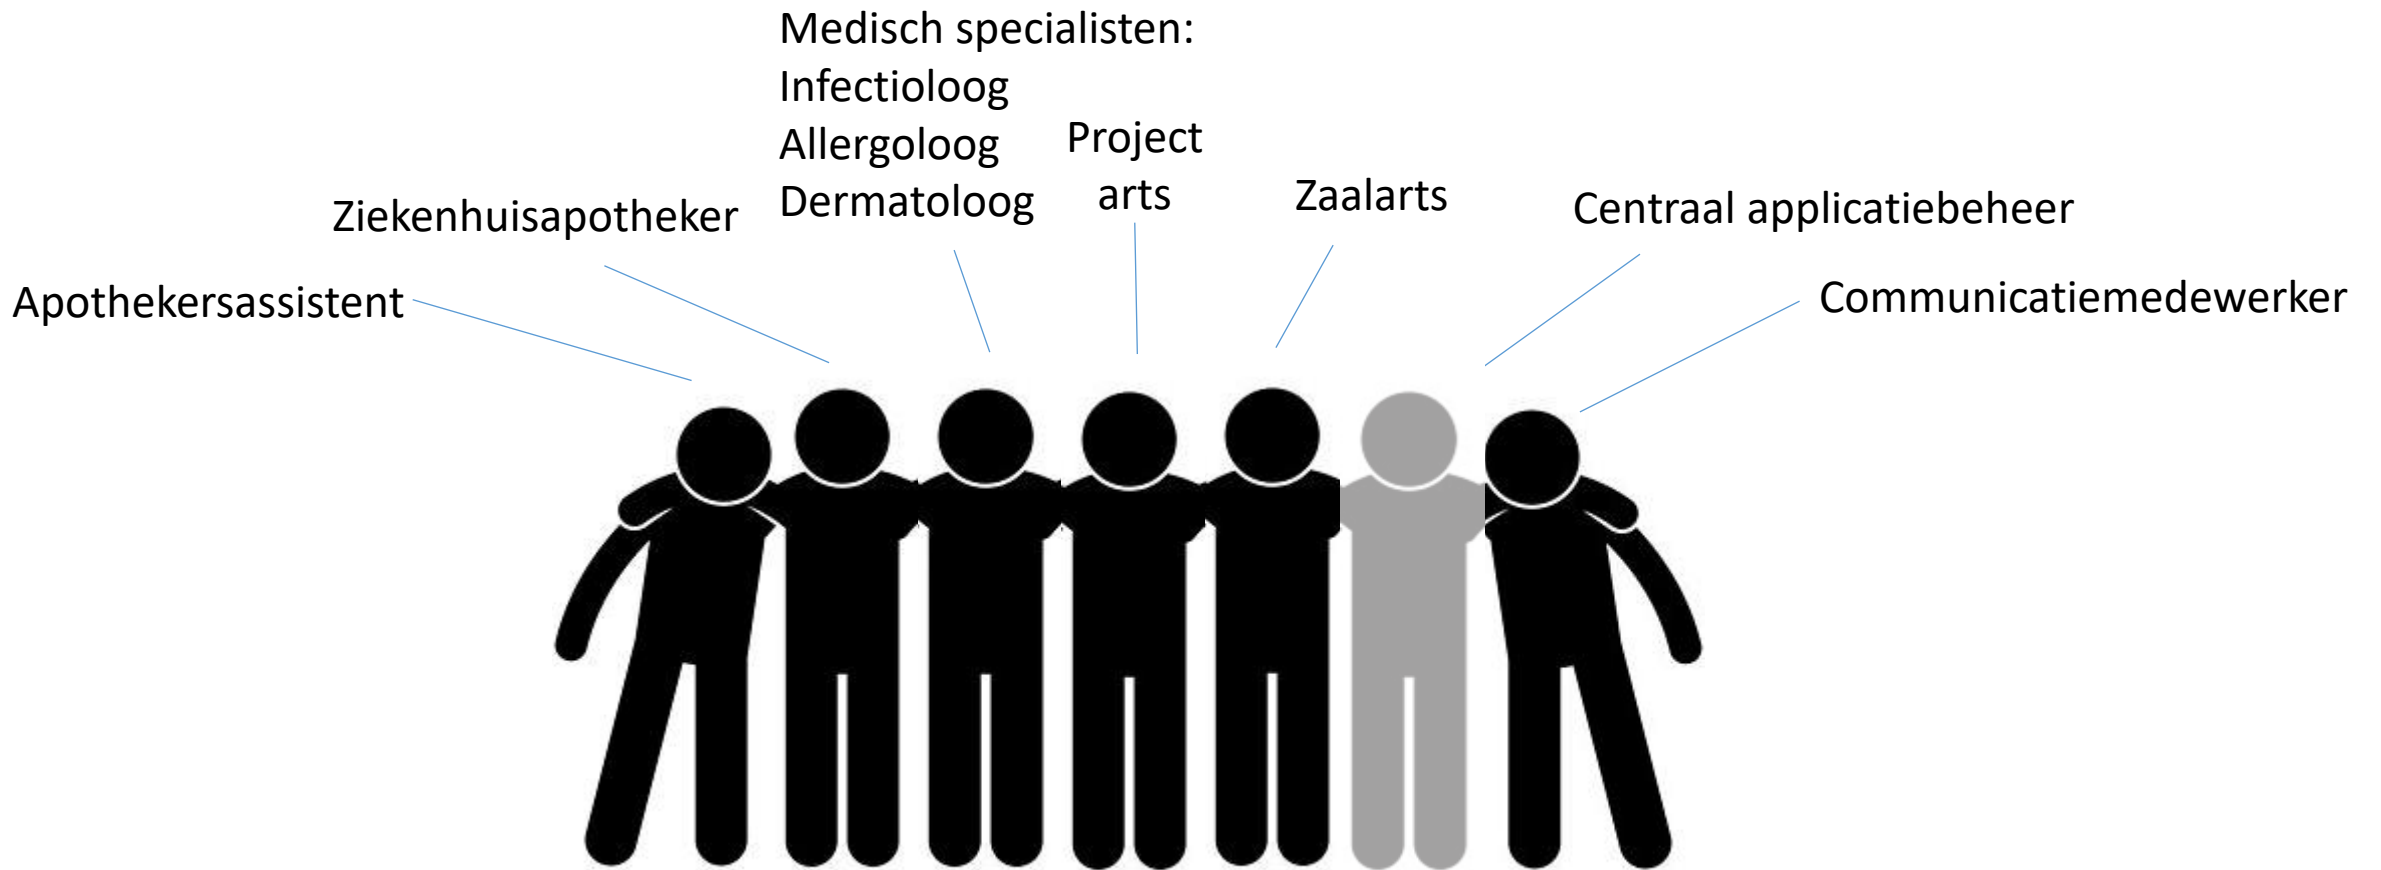 Apothekersassistent
Ziekenhuisapotheker
Medisch specialisten:
Infectioloog
Allergoloog
Dermatoloog
Project
arts
Zaalarts
Centraal applicatiebeheer
Communicatiemedewerker